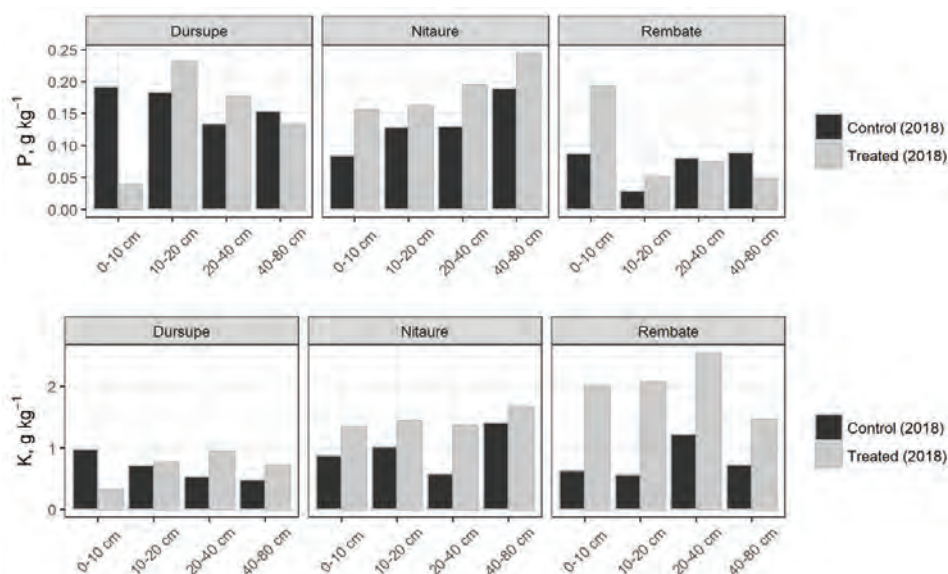 Dursupe Nitaure Rembate
P, g kg⁻¹
0.25
0.20
0.15
0.10
0.05
0.00
0-10 cm 10-20 cm 20-40 cm 40-80 cm 0-10 cm 10-20 cm 20-40 cm 40-80 cm 0-10 cm 10-20 cm 20-40 cm 40-80 cm
Control (2018)
Treated (2018)
Dursupe Nitaure Rembate
K, g kg⁻¹
2
1
0
0-10 cm 10-20 cm 20-40 cm 40-80 cm 0-10 cm 10-20 cm 20-40 cm 40-80 cm 0-10 cm 10-20 cm 20-40 cm 40-80 cm
Control (2018)
Treated (2018)